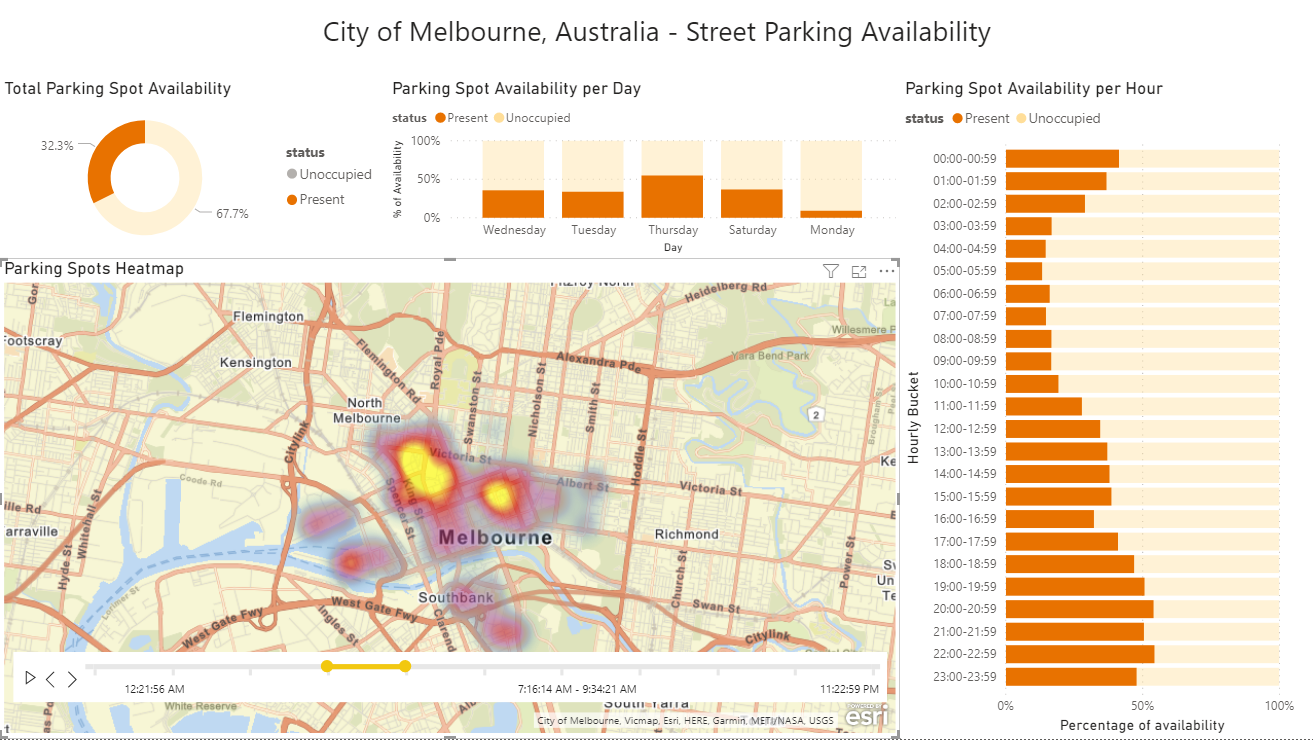 City of Melbourne, Australia - Street Parking Availability
Total Parking Spot Availability
32.3%
67.7%
status
Unoccupied
Present
Parking Spot Availability per Day
status Present Unoccupied
% of Availability
100%
50%
0%
Wednesday Tuesday Thursday Saturday Monday
Day
Parking Spot Availability per Hour
status Present Unoccupied
Hourly Bucket
00:00-00:59
01:00-01:59
02:00-02:59
03:00-03:59
04:00-04:59
05:00-05:59
06:00-06:59
07:00-07:59
08:00-08:59
09:00-09:59
10:00-10:59
11:00-11:59
12:00-12:59
13:00-13:59
14:00-14:59
15:00-15:59
16:00-16:59
17:00-17:59
18:00-18:59
19:00-19:59
20:00-20:59
21:00-21:59
22:00-22:59
23:00-23:59
0% 50% 100%
Percentage of availability
Parking Spots Heatmap
Fitzroy North
Heidelberg Rd
Flemington
Willesmere P
Footscray
Kensington
Flemington Rd
Royal Pde
Alexandra Pde
Yara Bend Park
Swanston St
Nicholson St
Smith St
North
Melbourne
2
Brougham St
Citylink
Hoddle St
Victoria St
Coode Rd
King St
Spencer St
Albert St
Victoria St
Ke
ille Rd
Whitehall St
arraville
Melbourne
Richmond
Hyde St
Church St
Power St
Sw
Un
Te
Lorimer St
Southbank
West Gate Fwy
West Gate Fwy
Ingles St
Clarend
Swan St
Citylink
12:21:56 AM
7:16:14 AM - 9:34:21 AM
11:22:59 PM
White Reserve
South Yarra
City of Melbourne, Vicmap, Esri, HERE, Garmin, METI/NASA, USGS
POWERED BY
esri